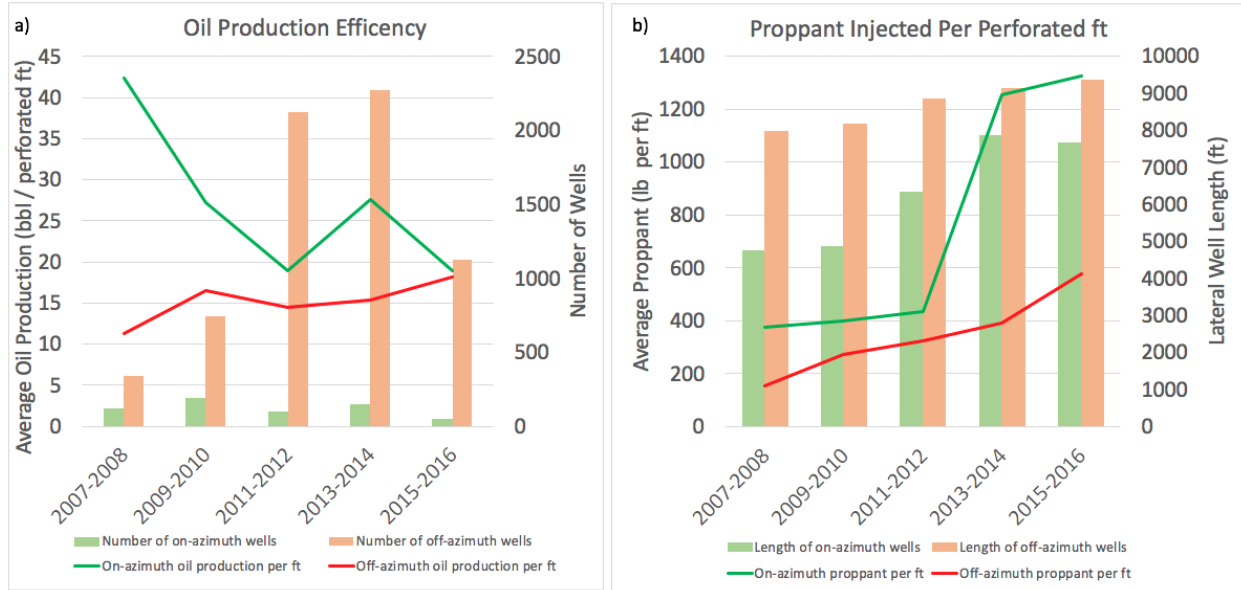 a)
Oil Production Efficency
Average Oil Production (bbl / perforated ft)
45
40
35
30
25
20
15
10
5
0
2500
2000
1500
1000
500
0
Number of Wells
2007-2008
2009-2010
2011-2012
2013-2014
2015-2016
Number of on-azimuth wells
Number of off-azimuth wells
On-azimuth oil production per ft
Off-azimuth oil production per ft
b)
Proppant Injected Per Perforated ft
Average Proppant (lb per ft)
1400
1200
1000
800
600
400
200
0
10000
9000
8000
7000
6000
5000
4000
3000
2000
1000
0
Lateral Well Length (ft)
2007-2008
2009-2010
2011-2012
2013-2014
2015-2016
Length of on-azimuth wells
Length of off-azimuth wells
On-azimuth proppant per ft
Off-azimuth proppant per ft